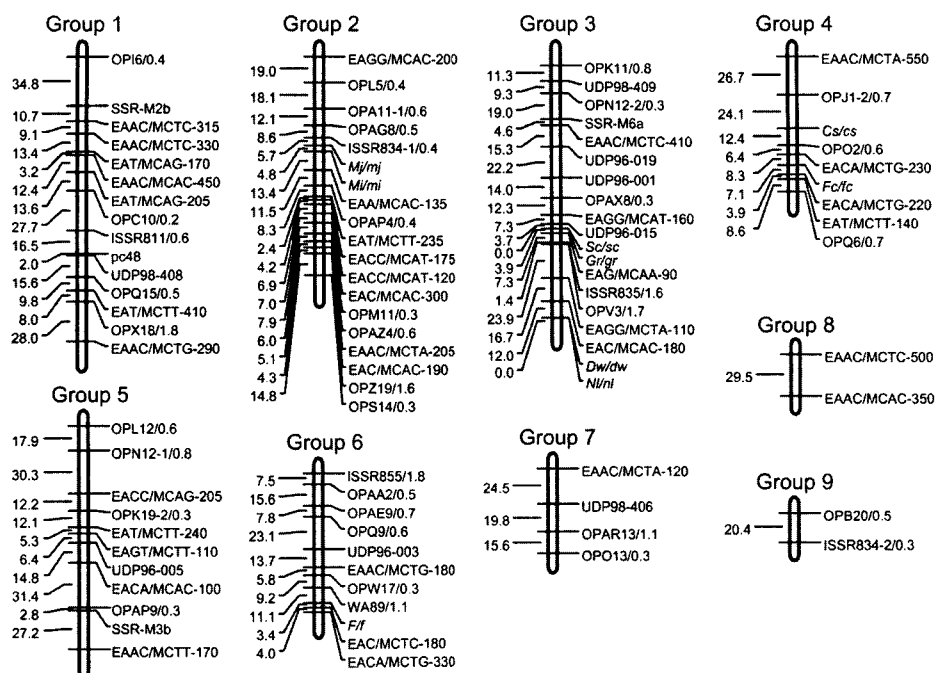 Group 1
OPI6/0.4
34.8
SSR-M2b
10.7
EAAC/MCTC-315
9.1
EAAC/MCTC-330
13.4
EAT/MCAG-170
3.2
EAAC/MCAC-450
12.4
EAT/MCAG-205
13.6
OPC10/0.2
27.7
ISSR811/0.6
16.5
pc48
2.0
UDP98-408
15.6
OPQ15/0.5
9.8
EAT/MCTT-410
8.0
OPX18/1.8
28.0
EAAC/MCTG-290
Group 2
EAGG/MCAC-200
19.0
OPL5/0.4
18.1
OPA11-1/0.6
12.1
OPAG8/0.5
8.6
ISSR834-1/0.4
5.7
Mj/mj
4.8
Mi/mi
13.4
EAA/MCAC-135
11.5
OPAP4/0.4
8.3
EAT/MCTT-235
2.4
EACC/MCAT-175
4.2
EACC/MCAT-120
6.9
EAC/MCAC-300
7.0
OPM11/0.3
7.9
OPAZ4/0.6
6.0
EAAC/MCTA-205
5.1
EAC/MCAC-190
4.3
OPZ19/1.6
14.8
OPS14/0.3
Group 3
OPK11/0.8
11.3
UDP98-409
9.3
OPN12-2/0.3
19.0
SSR-M6a
4.6
EAAC/MCTC-410
15.3
UDP96-019
22.2
UDP96-001
14.0
OPAX8/0.3
12.3
EAGG/MCAT-160
7.3
UDP96-015
3.7
Sc/sc
0.0
Gr/gr
3.9
EAG/MCAA-90
7.3
ISSR835/1.6
1.4
OPV3/1.7
23.9
EAGG/MCTA-110
16.7
EAC/MCAC-180
12.0
Dw/dw
0.0
Nl/nl
Group 4
EAAC/MCTA-550
26.7
OPJ1-2/0.7
24.1
Cs/cs
12.4
OPO2/0.6
6.4
EACA/MCTG-230
8.3
Fc/fc
7.1
EACA/MCTG-220
3.9
EAT/MCTT-140
8.6
OPQ6/0.7
Group 5
OPL12/0.6
17.9
OPN12-1/0.8
30.3
EACC/MCAG-205
12.2
OPK19-2/0.3
12.1
EAT/MCTT-240
5.3
EAGT/MCTT-110
6.4
UDP96-005
14.8
EACA/MCAC-100
31.4
OPAP9/0.3
2.8
SSR-M3b
27.2
EAAC/MCTT-170
Group 6
ISSR855/1.8
7.5
OPAA2/0.5
15.6
OPAE9/0.7
7.8
OPQ9/0.6
23.1
UDP96-003
13.7
EAAC/MCTG-180
5.8
OPW17/0.3
9.2
WA89/1.1
11.1
F/f
3.4
EAC/MCTC-180
4.0
EACA/MCTG-330
Group 7
EAAC/MCTA-120
24.5
UDP98-406
19.8
OPAR13/1.1
15.6
OPO13/0.3
Group 8
EAAC/MCTC-500
29.5
EAAC/MCAC-350
Group 9
OPB20/0.5
20.4
ISSR834-2/0.3